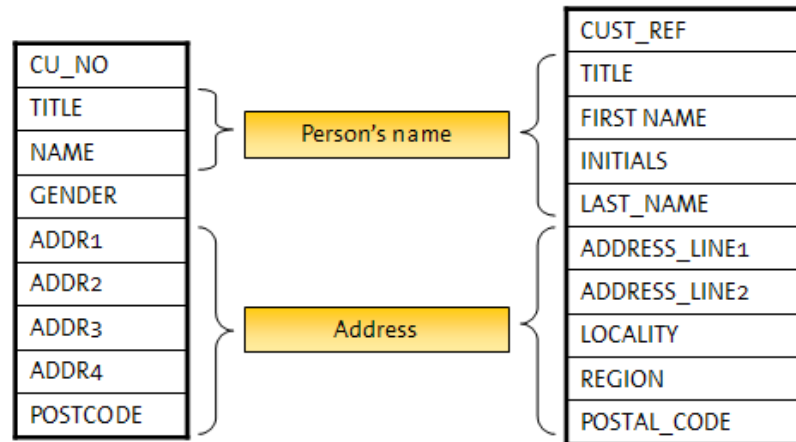 CU_NO
TITLE
NAME
GENDER
ADDR1
ADDR2
ADDR3
ADDR4
POSTCODE
Person's name
Address
CUST_REF
TITLE
FIRST NAME
INITIALS
LAST_NAME
ADDRESS_LINE1
ADDRESS_LINE2
LOCALITY
REGION
POSTAL_CODE